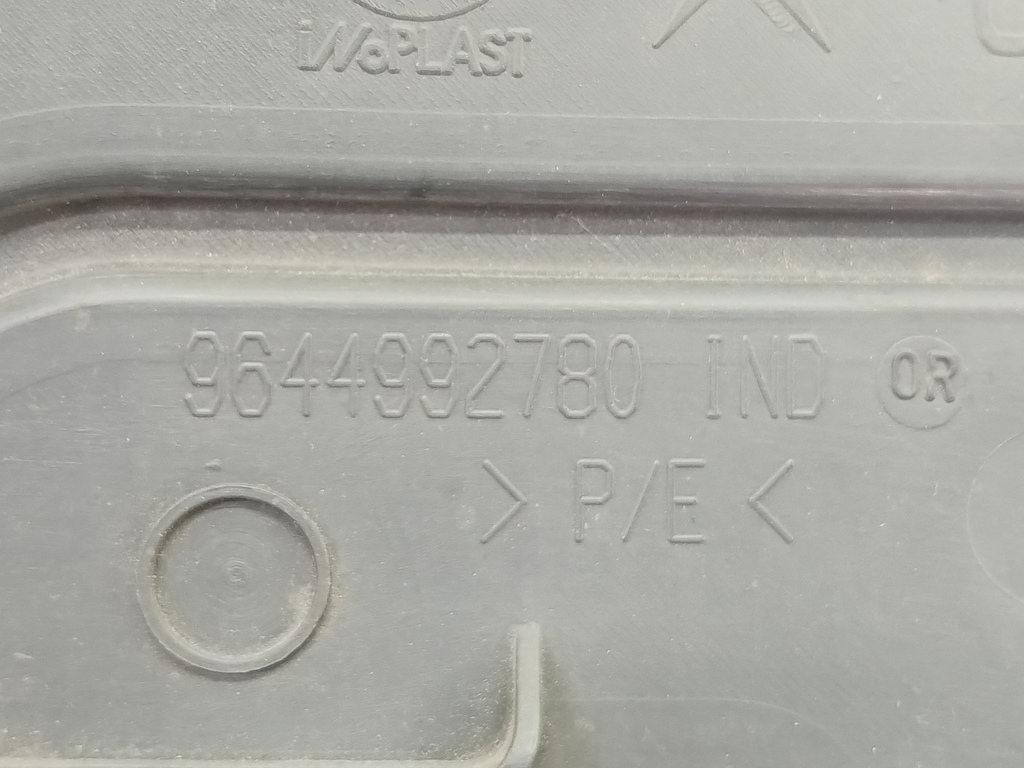 iNoPLAST
9644992780 IND OR
> P/E <